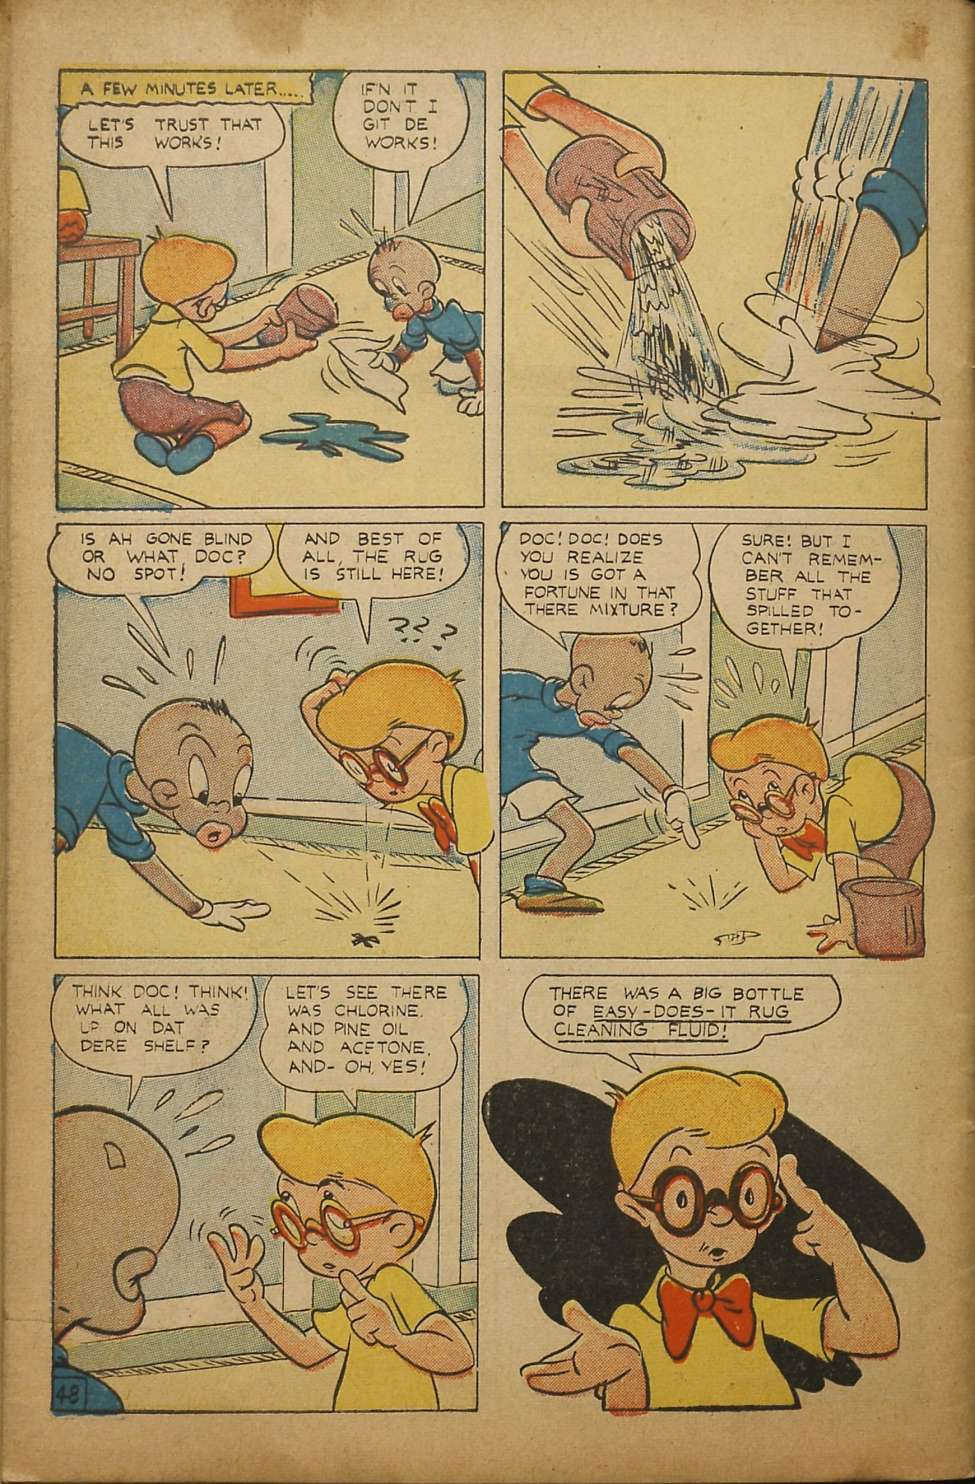 A FEW MINUTES LATER.....
LET'S TRUST THAT
THIS WORKS!
IF'N IT
DON'T I
GIT DE
WORKS!
IS AH GONE BLIND
OR WHAT, DOC?
NO SPOT!
AND BEST OF
ALL, THE RUG
IS STILL HERE!
???
DOC! DOC! DOES
YOU REALIZE
YOU IS GOT A
FORTUNE IN THAT
THERE MIXTURE?
SURE! BUT I
CAN'T REMEM-
BER ALL THE
STUFF THAT
SPILLED TO-
GETHER!
THINK, DOC! THINK!
WHAT ALL WAS
UP ON DAT
DERE SHELF?
LET'S SEE THERE
WAS CHLORINE,
AND PINE OIL
AND ACETONE,
AND- OH, YES!
THERE WAS A BIG BOTTLE
OF EASY-DOES-IT RUG
CLEANING FLUID!
48